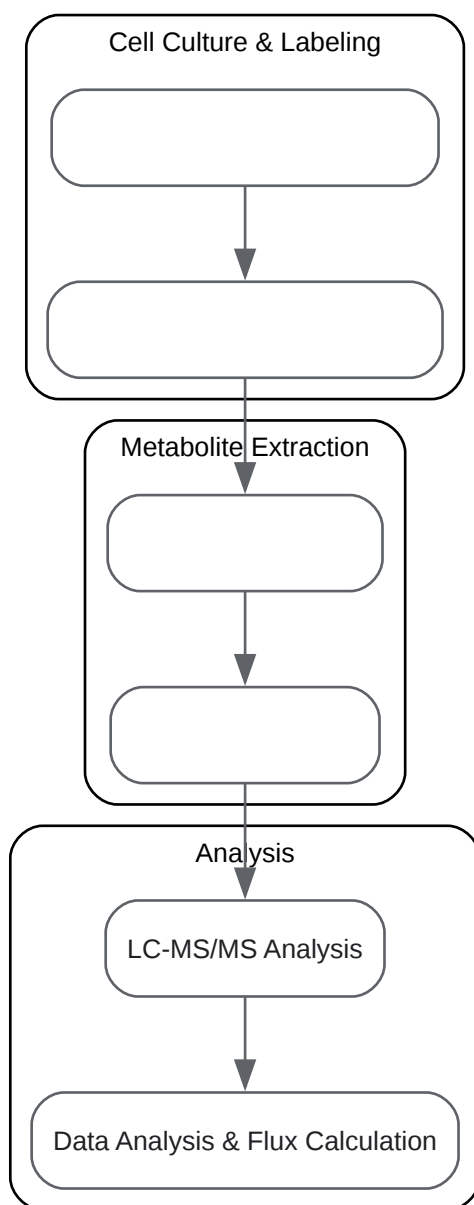 Cell Culture & Labeling
Metabolite Extraction
Analysis
LC-MS/MS Analysis
Data Analysis & Flux Calculation